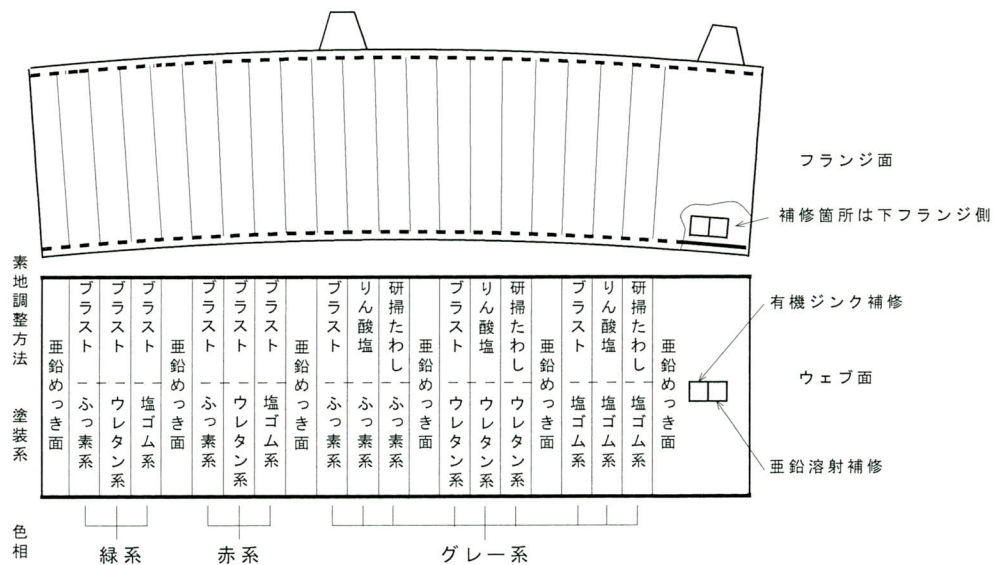 フランジ面
補修箇所は下フランジ側
素地調整方法
塗装系
色相
亜鉛めっき面
ブラスト
ふっ素系
ブラスト
ウレタン系
ブラスト
塩ゴム系
亜鉛めっき面
ブラスト
ふっ素系
ブラスト
ウレタン系
ブラスト
塩ゴム系
亜鉛めっき面
ブラスト
ふっ素系
りん酸塩
ふっ素系
研掃たわし
ふっ素系
亜鉛めっき面
ブラスト
ウレタン系
りん酸塩
ウレタン系
研掃たわし
ウレタン系
亜鉛めっき面
ブラスト
塩ゴム系
りん酸塩
塩ゴム系
研掃たわし
塩ゴム系
亜鉛めっき面
有機ジンク補修
ウェブ面
亜鉛溶射補修
緑系
赤系
グレー系